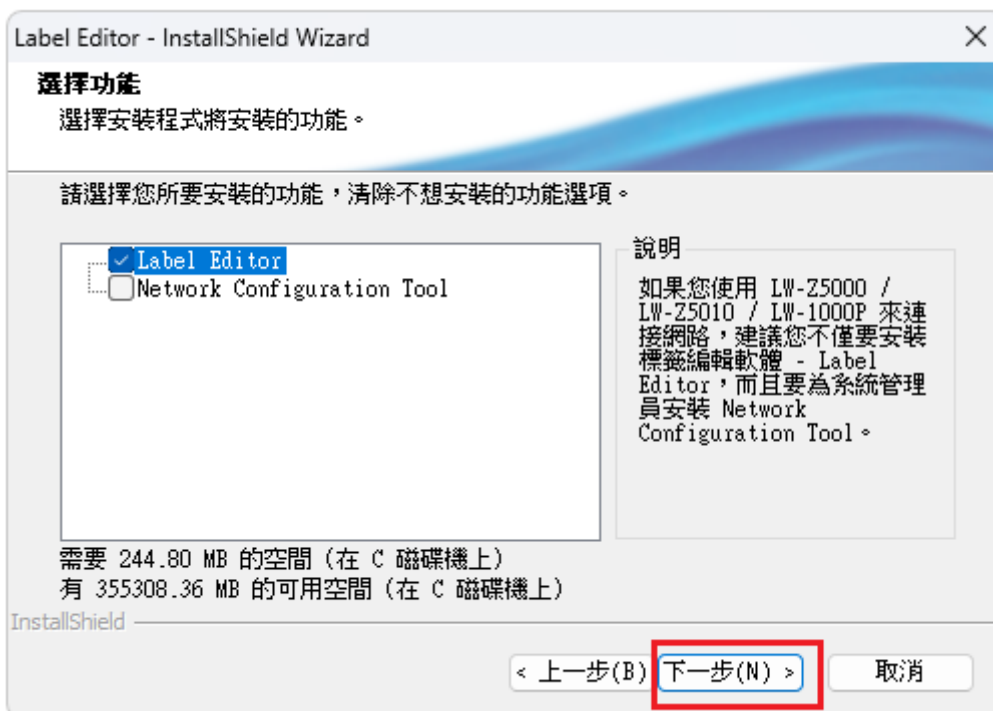 Label Editor - InstallShield Wizard
選擇功能
選擇安裝程式將安裝的功能。
請選擇您所要安裝的功能，清除不想安裝的功能選項。
Label Editor
Network Configuration Tool
說明
如果您使用 LW-Z5000 /
LW-Z5010 / LW-1000P 來連
接網路，建議您不僅要安裝
標籤編輯軟體 - Label
Editor，而且要為系統管理
員安裝 Network
Configuration Tool。
需要 244.80 MB 的空間 (在 C 磁碟機上)
有 355308.36 MB 的可用空間 (在 C 磁碟機上)
InstallShield
< 上一步(B)
下一步(N) >
取消